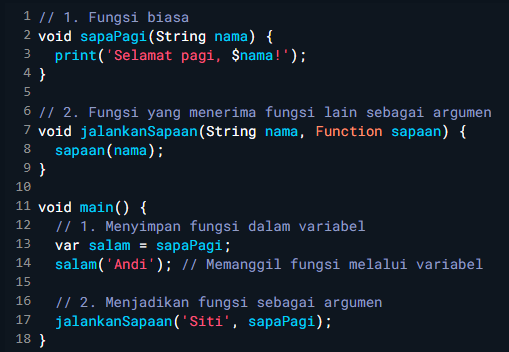 1 // 1. Fungsi biasa
2 void sapaPagi(String nama) {
3   print('Selamat pagi, $nama!');
4 }
5
6 // 2. Fungsi yang menerima fungsi lain sebagai argumen
7 void jalankanSapaan(String nama, Function sapaan) {
8   sapaan(nama);
9 }
10
11 void main() {
12   // 1. Menyimpan fungsi dalam variabel
13   var salam = sapaPagi;
14   salam('Andi'); // Memanggil fungsi melalui variabel
15
16   // 2. Menjadikan fungsi sebagai argumen
17   jalankanSapaan('Siti', sapaPagi);
18 }